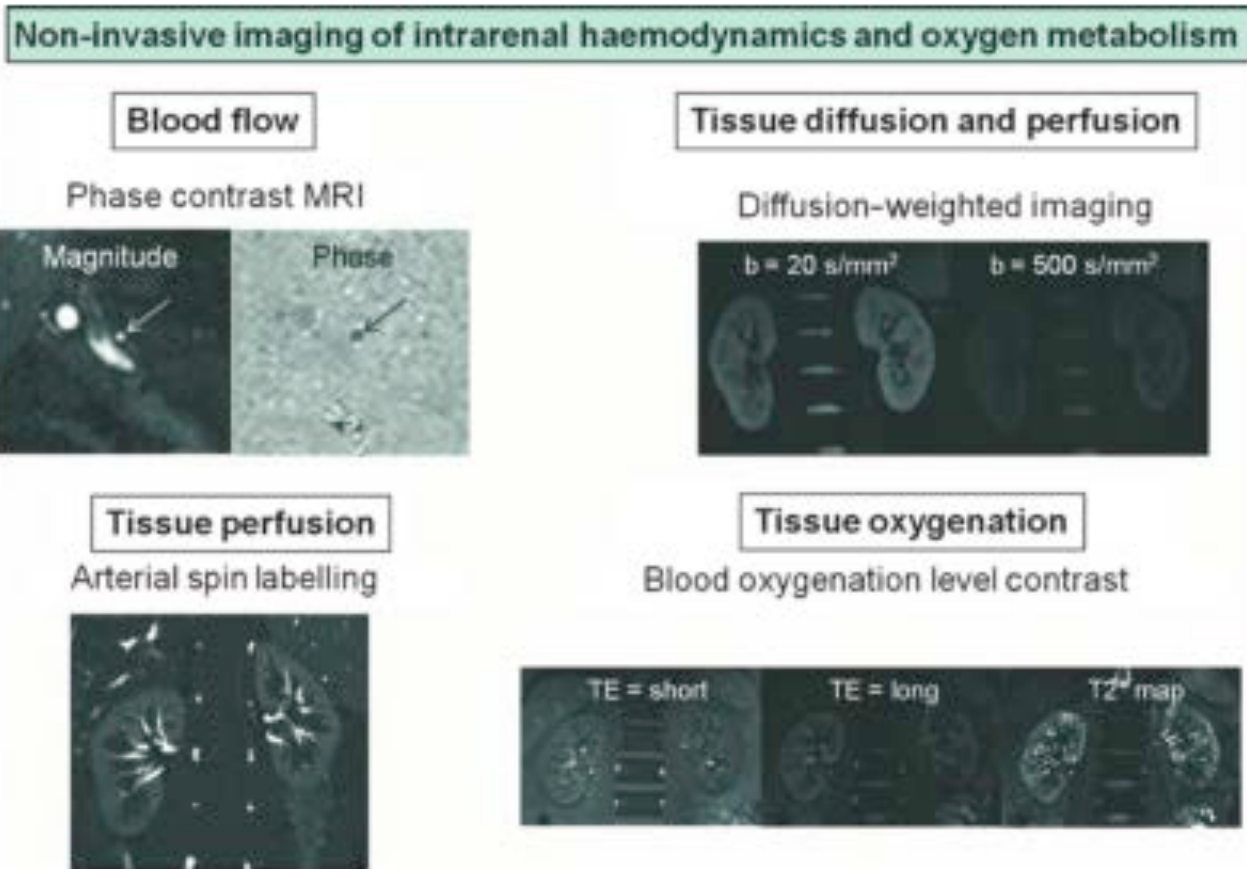 Non-invasive imaging of intrarenal haemodynamics and oxygen metabolism
Blood flow
Phase contrast MRI
Magnitude
Phase
Tissue diffusion and perfusion
Diffusion-weighted imaging
b = 20 s/mm²
b = 500 s/mm²
Tissue perfusion
Arterial spin labelling
Tissue oxygenation
Blood oxygenation level contrast
TE = short
TE = long
T2* map